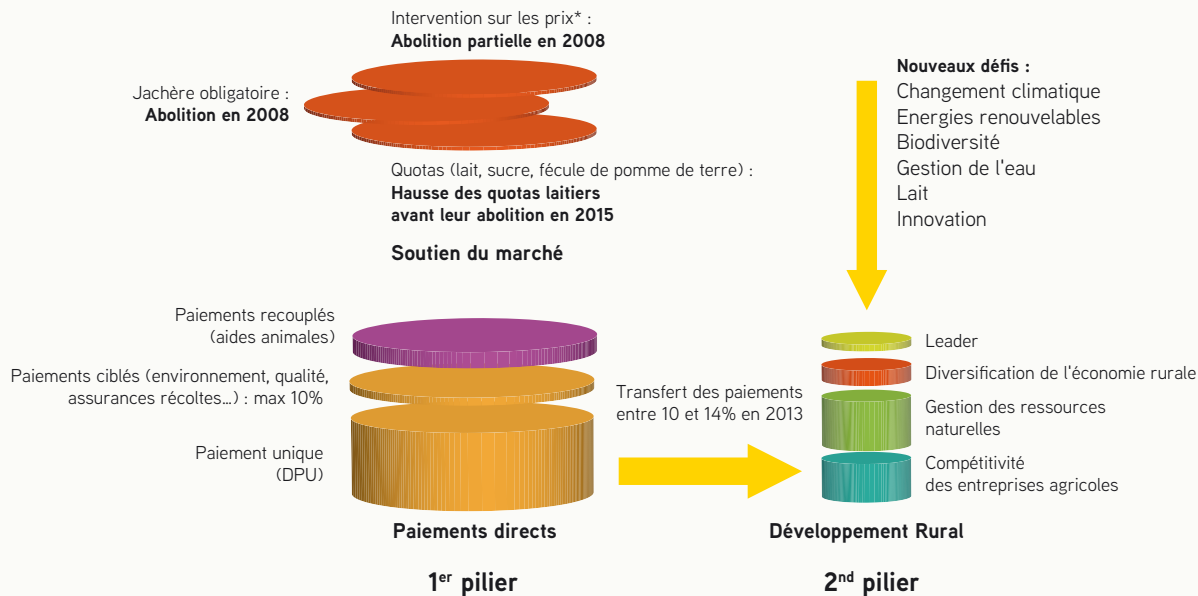 Intervention sur les prix* :
Abolition partielle en 2008
Jachère obligatoire :
Abolition en 2008
Quotas (lait, sucre, fécule de pomme de terre) :
Hausse des quotas laitiers
avant leur abolition en 2015
Soutien du marché
Nouveaux défis :
Changement climatique
Energies renouvelables
Biodiversité
Gestion de l'eau
Lait
Innovation
Paiements recouplés
(aides animales)
Paiements ciblés (environnement, qualité,
assurances récoltes...) : max 10%
Paiement unique
(DPU)
Paiements directs
1er pilier
Transfert des paiements
entre 10 et 14% en 2013
Leader
Diversification de l'économie rurale
Gestion des ressources
naturelles
Compétitivité
des entreprises agricoles
Développement Rural
2nd pilier